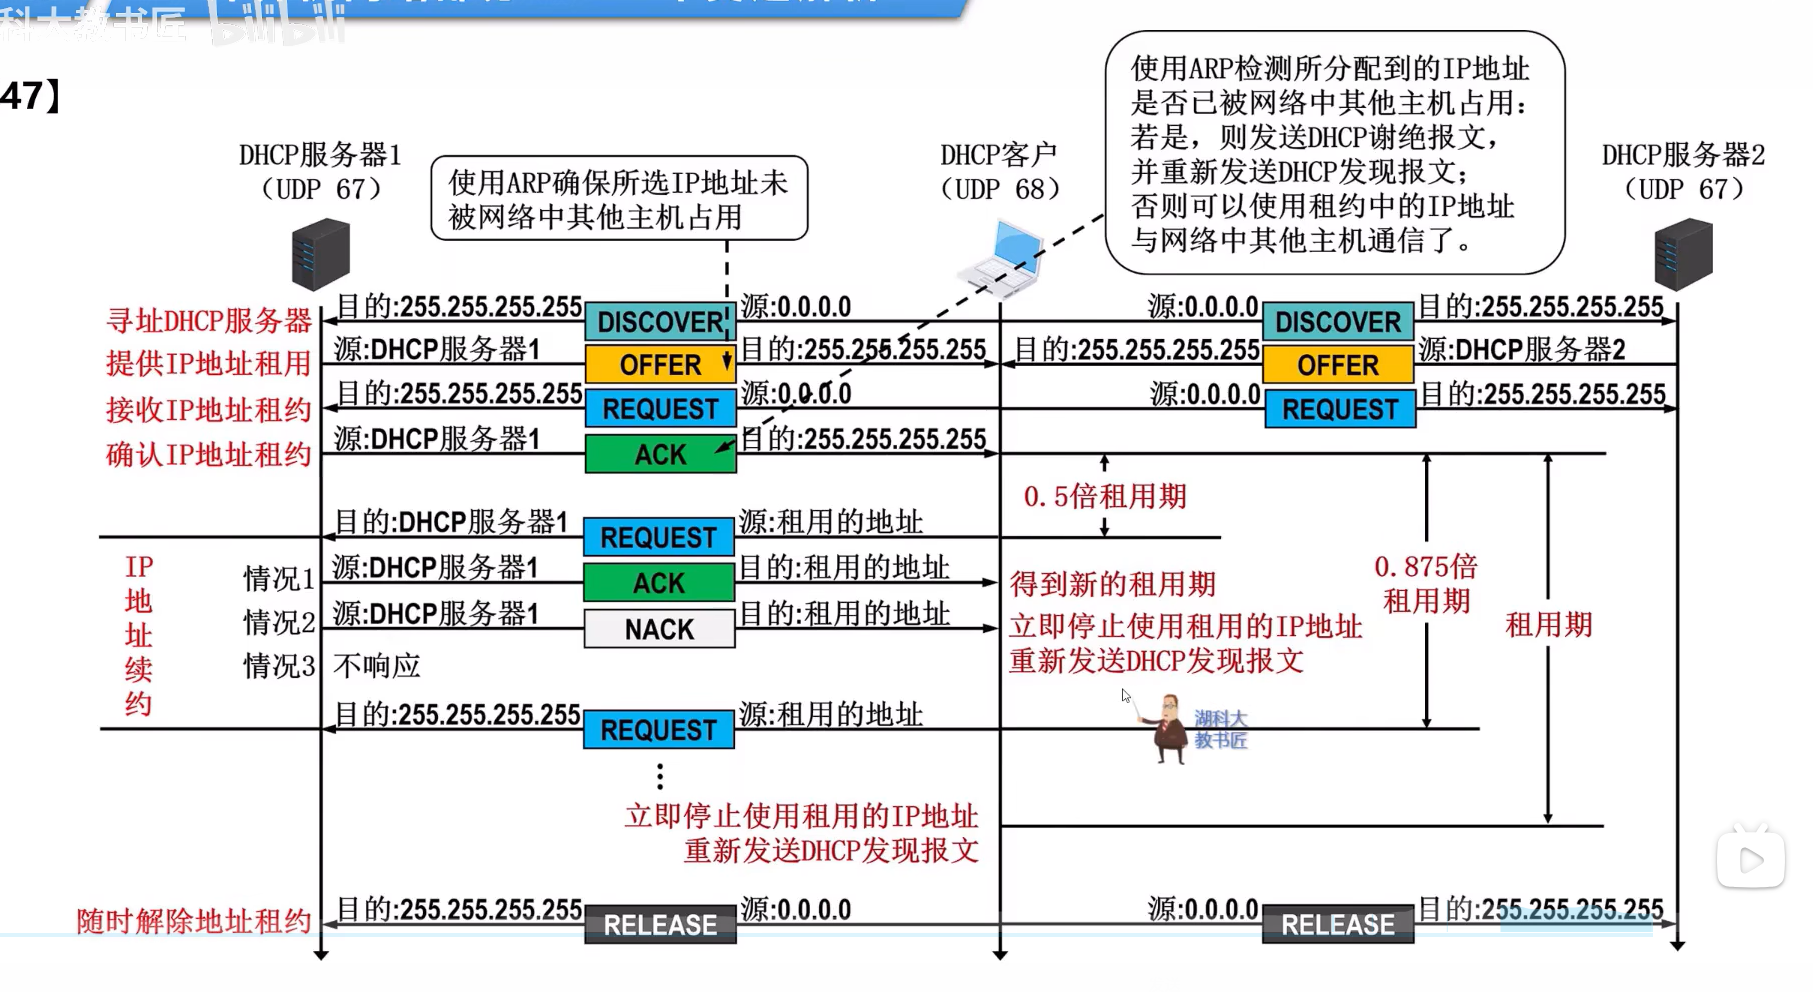 科大教书匠 bilibili
47】
使用ARP检测所分配到的IP地址
是否已被网络中其他主机占用：
若是，则发送DHCP谢绝报文，
并重新发送DHCP发现报文；
否则可以使用租约中的IP地址
与网络中其他主机通信了。
DHCP服务器1
（UDP 67）
使用ARP确保所选IP地址未
被网络中其他主机占用
DHCP客户
（UDP 68）
DHCP服务器2
（UDP 67）
寻址DHCP服务器 目的:255.255.255.255 DISCOVER 源:0.0.0.0 源:0.0.0.0 DISCOVER 目的:255.255.255.255
提供IP地址租用 源:DHCP服务器1 OFFER 目的:255.255.255.255 目的:255.255.255.255 OFFER 源:DHCP服务器2
接收IP地址租约 目的:255.255.255.255 REQUEST 源:0.0.0.0 源:0.0.0.0 REQUEST 目的:255.255.255.255
确认IP地址租约 源:DHCP服务器1 ACK 目的:255.255.255.255
0.5倍租用期
目的:DHCP服务器1 REQUEST 源:租用的地址
IP
地
址
续
约
情况1 源:DHCP服务器1 ACK 目的:租用的地址 得到新的租用期
情况2 源:DHCP服务器1 NACK 目的:租用的地址 立即停止使用租用的IP地址
重新发送DHCP发现报文
情况3 不响应
0.875倍
租用期
租用期
目的:255.255.255.255 REQUEST 源:租用的地址
湖科大
教书匠
⋮
立即停止使用租用的IP地址
重新发送DHCP发现报文
随时解除地址租约 目的:255.255.255.255 RELEASE 源:0.0.0.0 源:0.0.0.0 RELEASE 目的:255.255.255.255